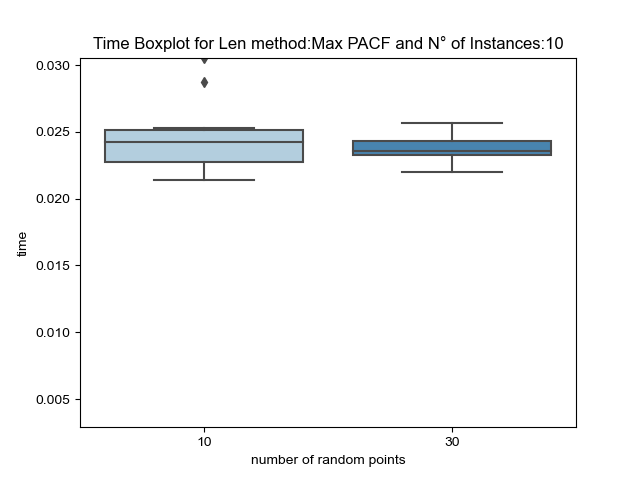 Time Boxplot for Len method:Max PACF and N° of Instances:10
0.030
0.025
0.020
0.015
0.010
0.005
time
10 30
number of random points